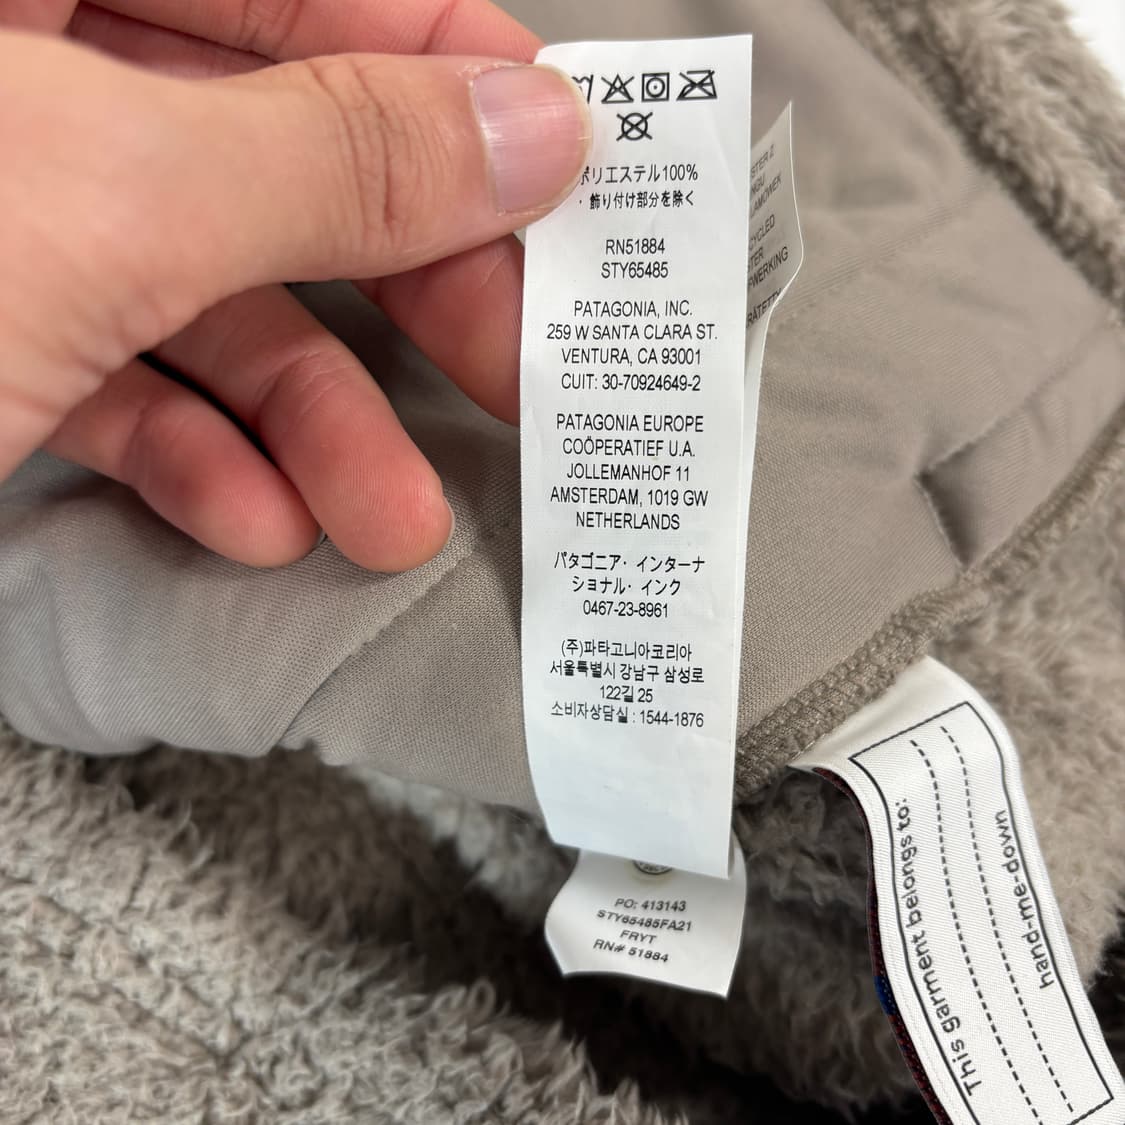 ポリエステル100%
・飾り付け部分を除く
RN51884
STY65485
PATAGONIA, INC.
259 W SANTA CLARA ST.
VENTURA, CA 93001
CUIT: 30-70924649-2
PATAGONIA EUROPE
COÖPERATIEF U.A.
JOLLEMANHOF 11
AMSTERDAM, 1019 GW
NETHERLANDS
パタゴニア・インターナ
ショナル・インク
0467-23-8961
(주)파타고니아코리아
서울특별시 강남구 삼성로
122길 25
소비자상담실 : 1544-1876
PO: 413143
STY65485FA21
FRYT
RN# 51884
This garment belongs to:
hand-me-down